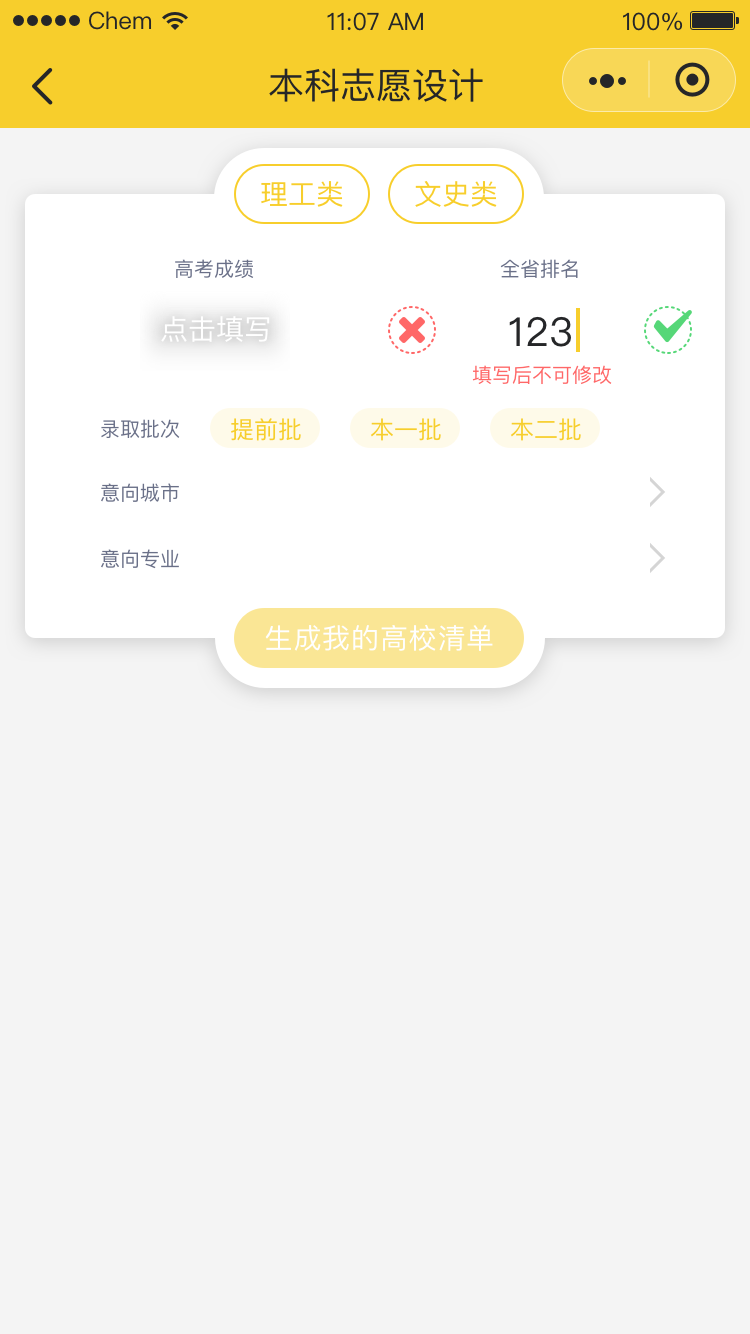 Chem 11:07 AM 100%
本科志愿设计
理工类 文史类
高考成绩 全省排名
点击填写 123
填写后不可修改
录取批次 提前批 本一批 本二批
意向城市
意向专业
生成我的高校清单